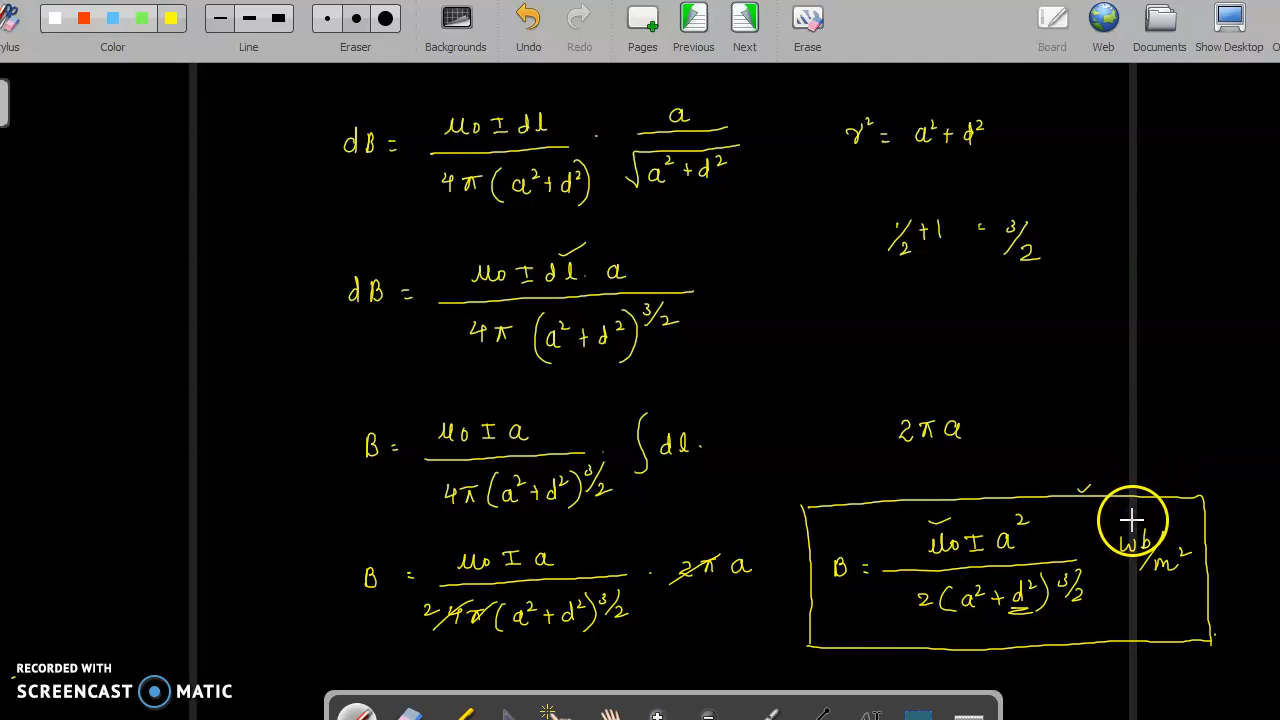 Stylus Color Line Eraser Backgrounds Undo Redo Pages Previous Next Erase Board Web Documents Show Desktop
dB = μ0 I dl / 4π(a² + d²) · a / √(a² + d²)
r² = a² + d²
1/2 + 1 = 3/2
dB = μ0 I dl. a / 4π (a² + d²)^3/2
B = μ0 I a / 4π(a² + d²)^3/2 . ∫ dl.
2πa
B = μ0 I a / 2 4π(a² + d²)^3/2 . 2π a
B = μ0 I a² / 2(a² + d²)^3/2 wb/m²
RECORDED WITH
SCREENCAST MATIC